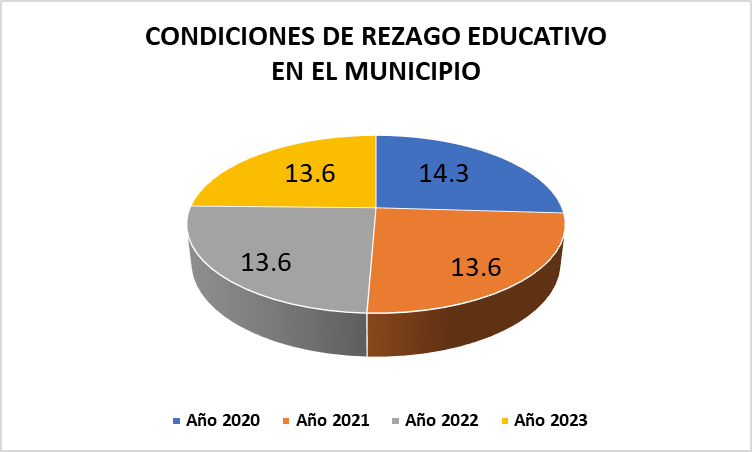 CONDICIONES DE REZAGO EDUCATIVO
EN EL MUNICIPIO
13.6
14.3
13.6
13.6
Año 2020
Año 2021
Año 2022
Año 2023